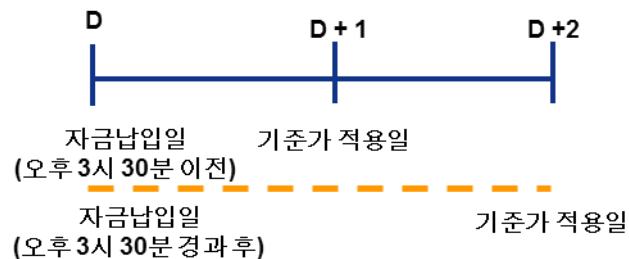 D D + 1 D +2
자금납입일 기준가 적용일
(오후 3시 30분 이전)
자금납입일 기준가 적용일
(오후 3시 30분 경과 후)